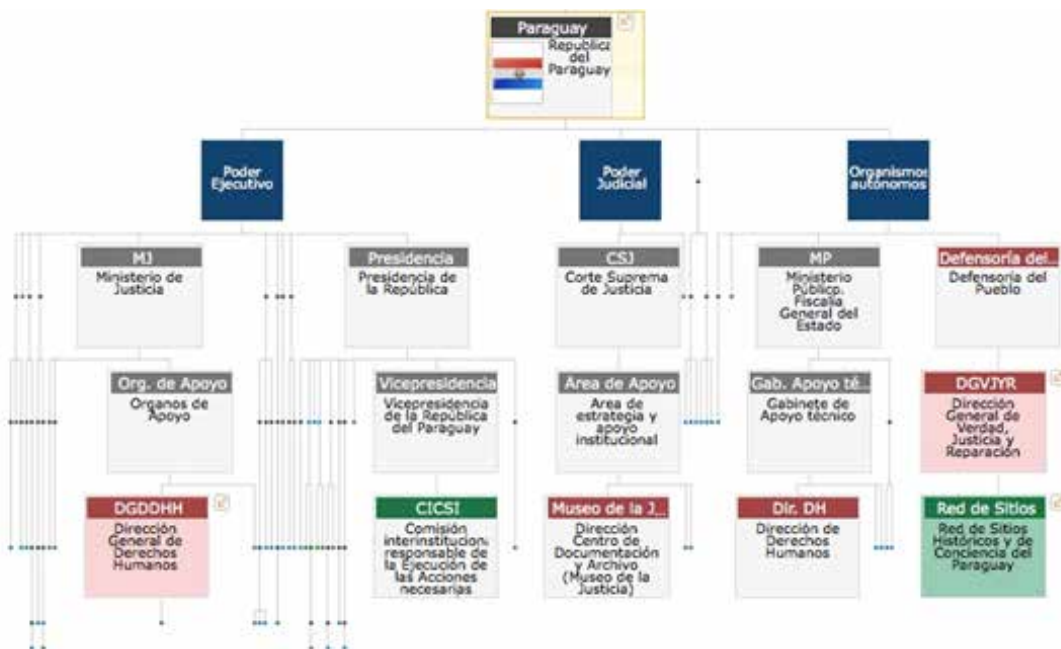 Paraguay
Republica
del
Paraguay
Poder
Ejecutivo
Poder
Judicial
Organismos
autónomos
MJ
Ministerio de
Justicia
Presidencia
Presidencia de
la República
CSJ
Corte Suprema
de Justicia
MP
Ministerio
Público,
Fiscalía
General del
Estado
Defensoría del...
Defensoría del
Pueblo
Org. de Apoyo
Organos de
Apoyo
Vicepresidencia
Vicepresidencia
de la República
del Paraguay
Area de Apoyo
Area de
estrategia y
apoyo
institucional
Gab. Apoyo té...
Gabinete de
Apoyo técnico
DGVJYR
Dirección
General de
Verdad,
Justicia y
Reparación
DGDDHH
Dirección
General de
Derechos
Humanos
CICSI
Comisión
interinstituciona
responsable de
la Ejecución de
las Acciones
necesarias
Museo de la J...
Dirección
Centro de
Documentación
y Archivo
(Museo de la
Justicia)
Dir. DH
Dirección de
Derechos
Humanos
Red de Sitios
Red de Sitios
Históricos y de
Conciencia del
Paraguay